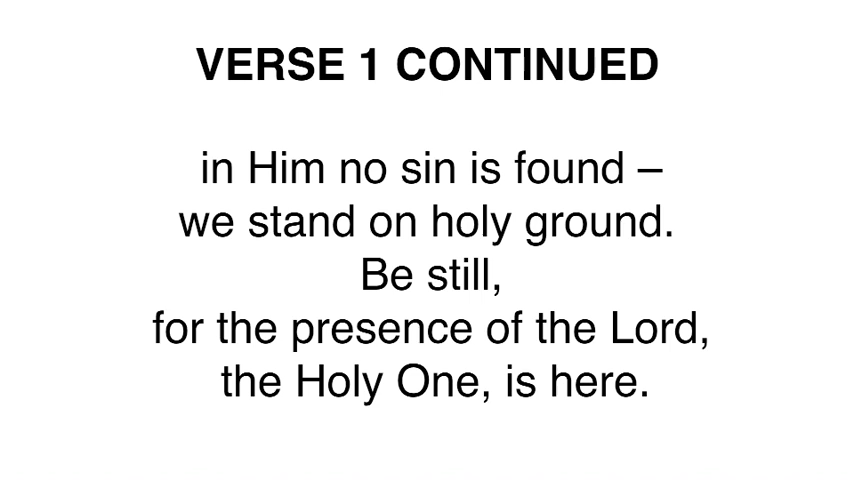 VERSE 1 CONTINUED
in Him no sin is found –
we stand on holy ground.
Be still,
for the presence of the Lord,
the Holy One, is here.